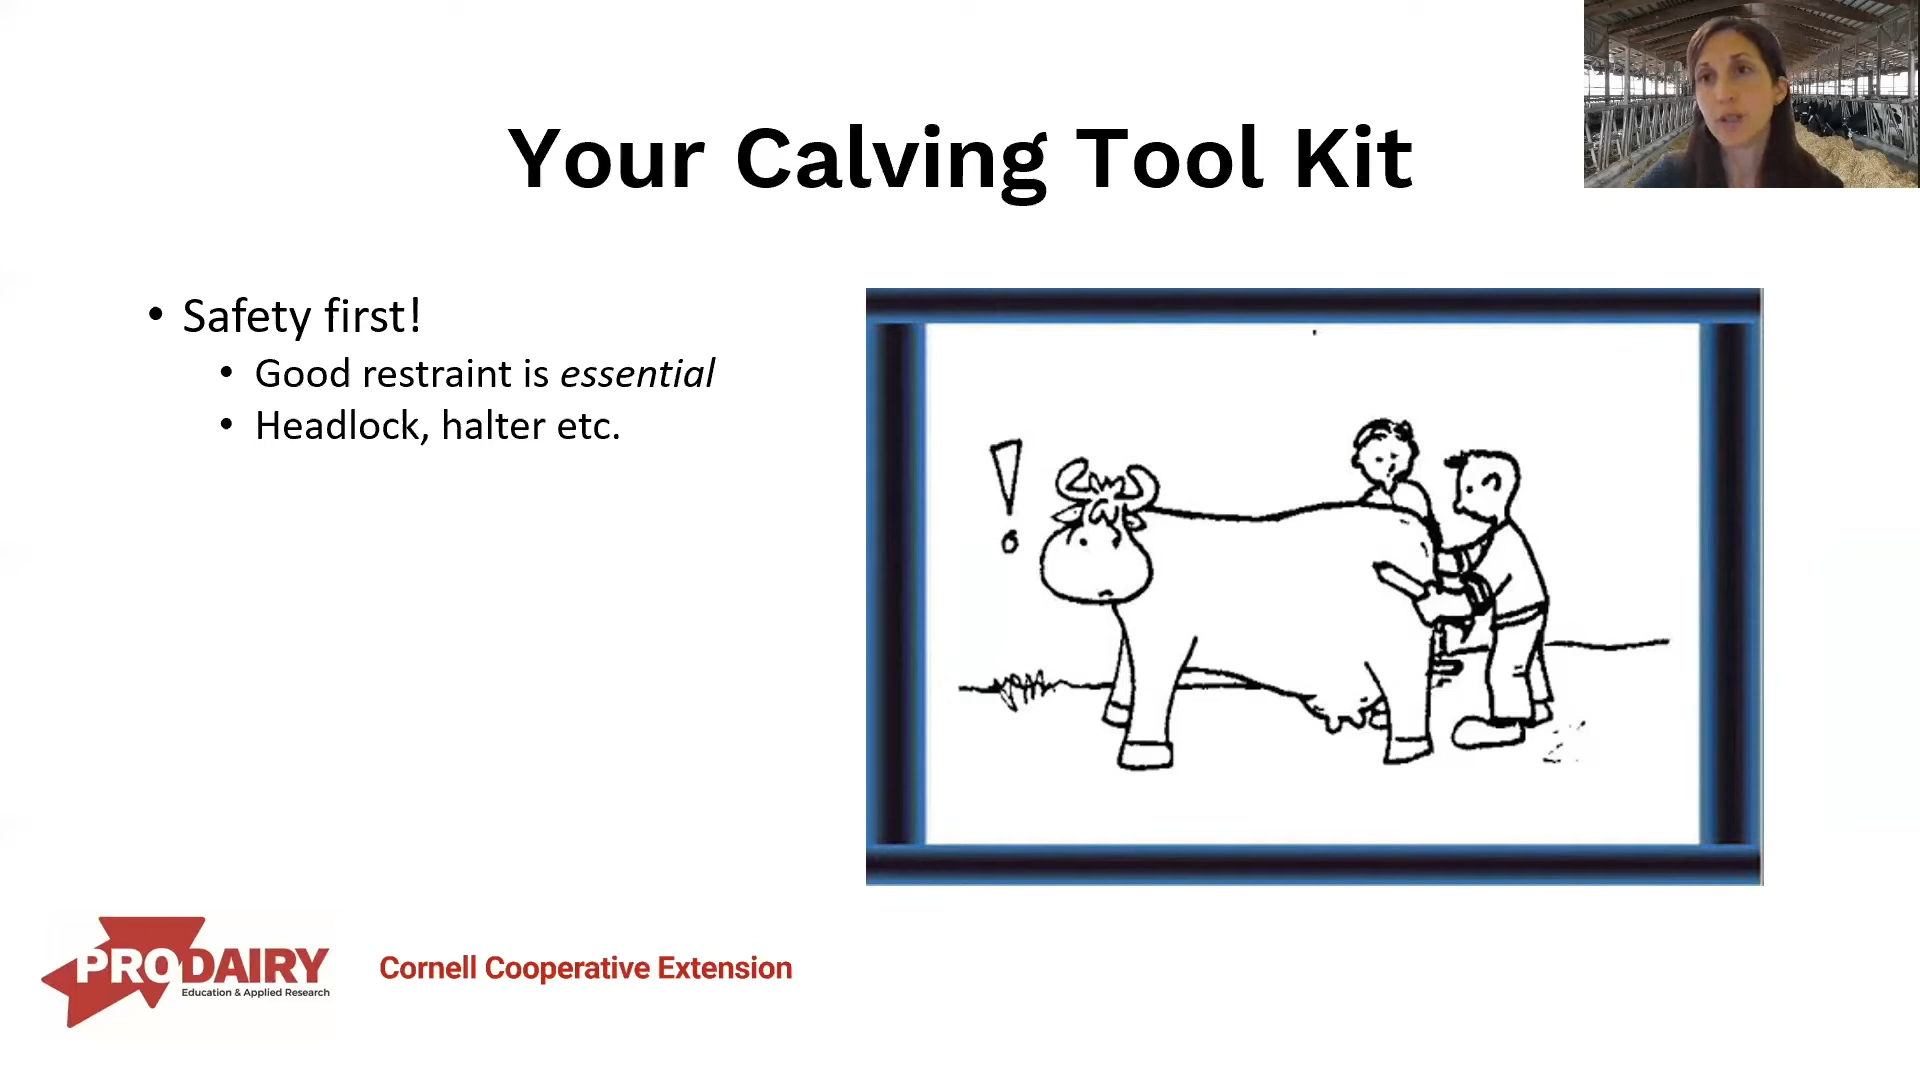 Your Calving Tool Kit
• Safety first!
• Good restraint is essential
• Headlock, halter etc.
!
PRODAIRY
Education & Applied Research
Cornell Cooperative Extension